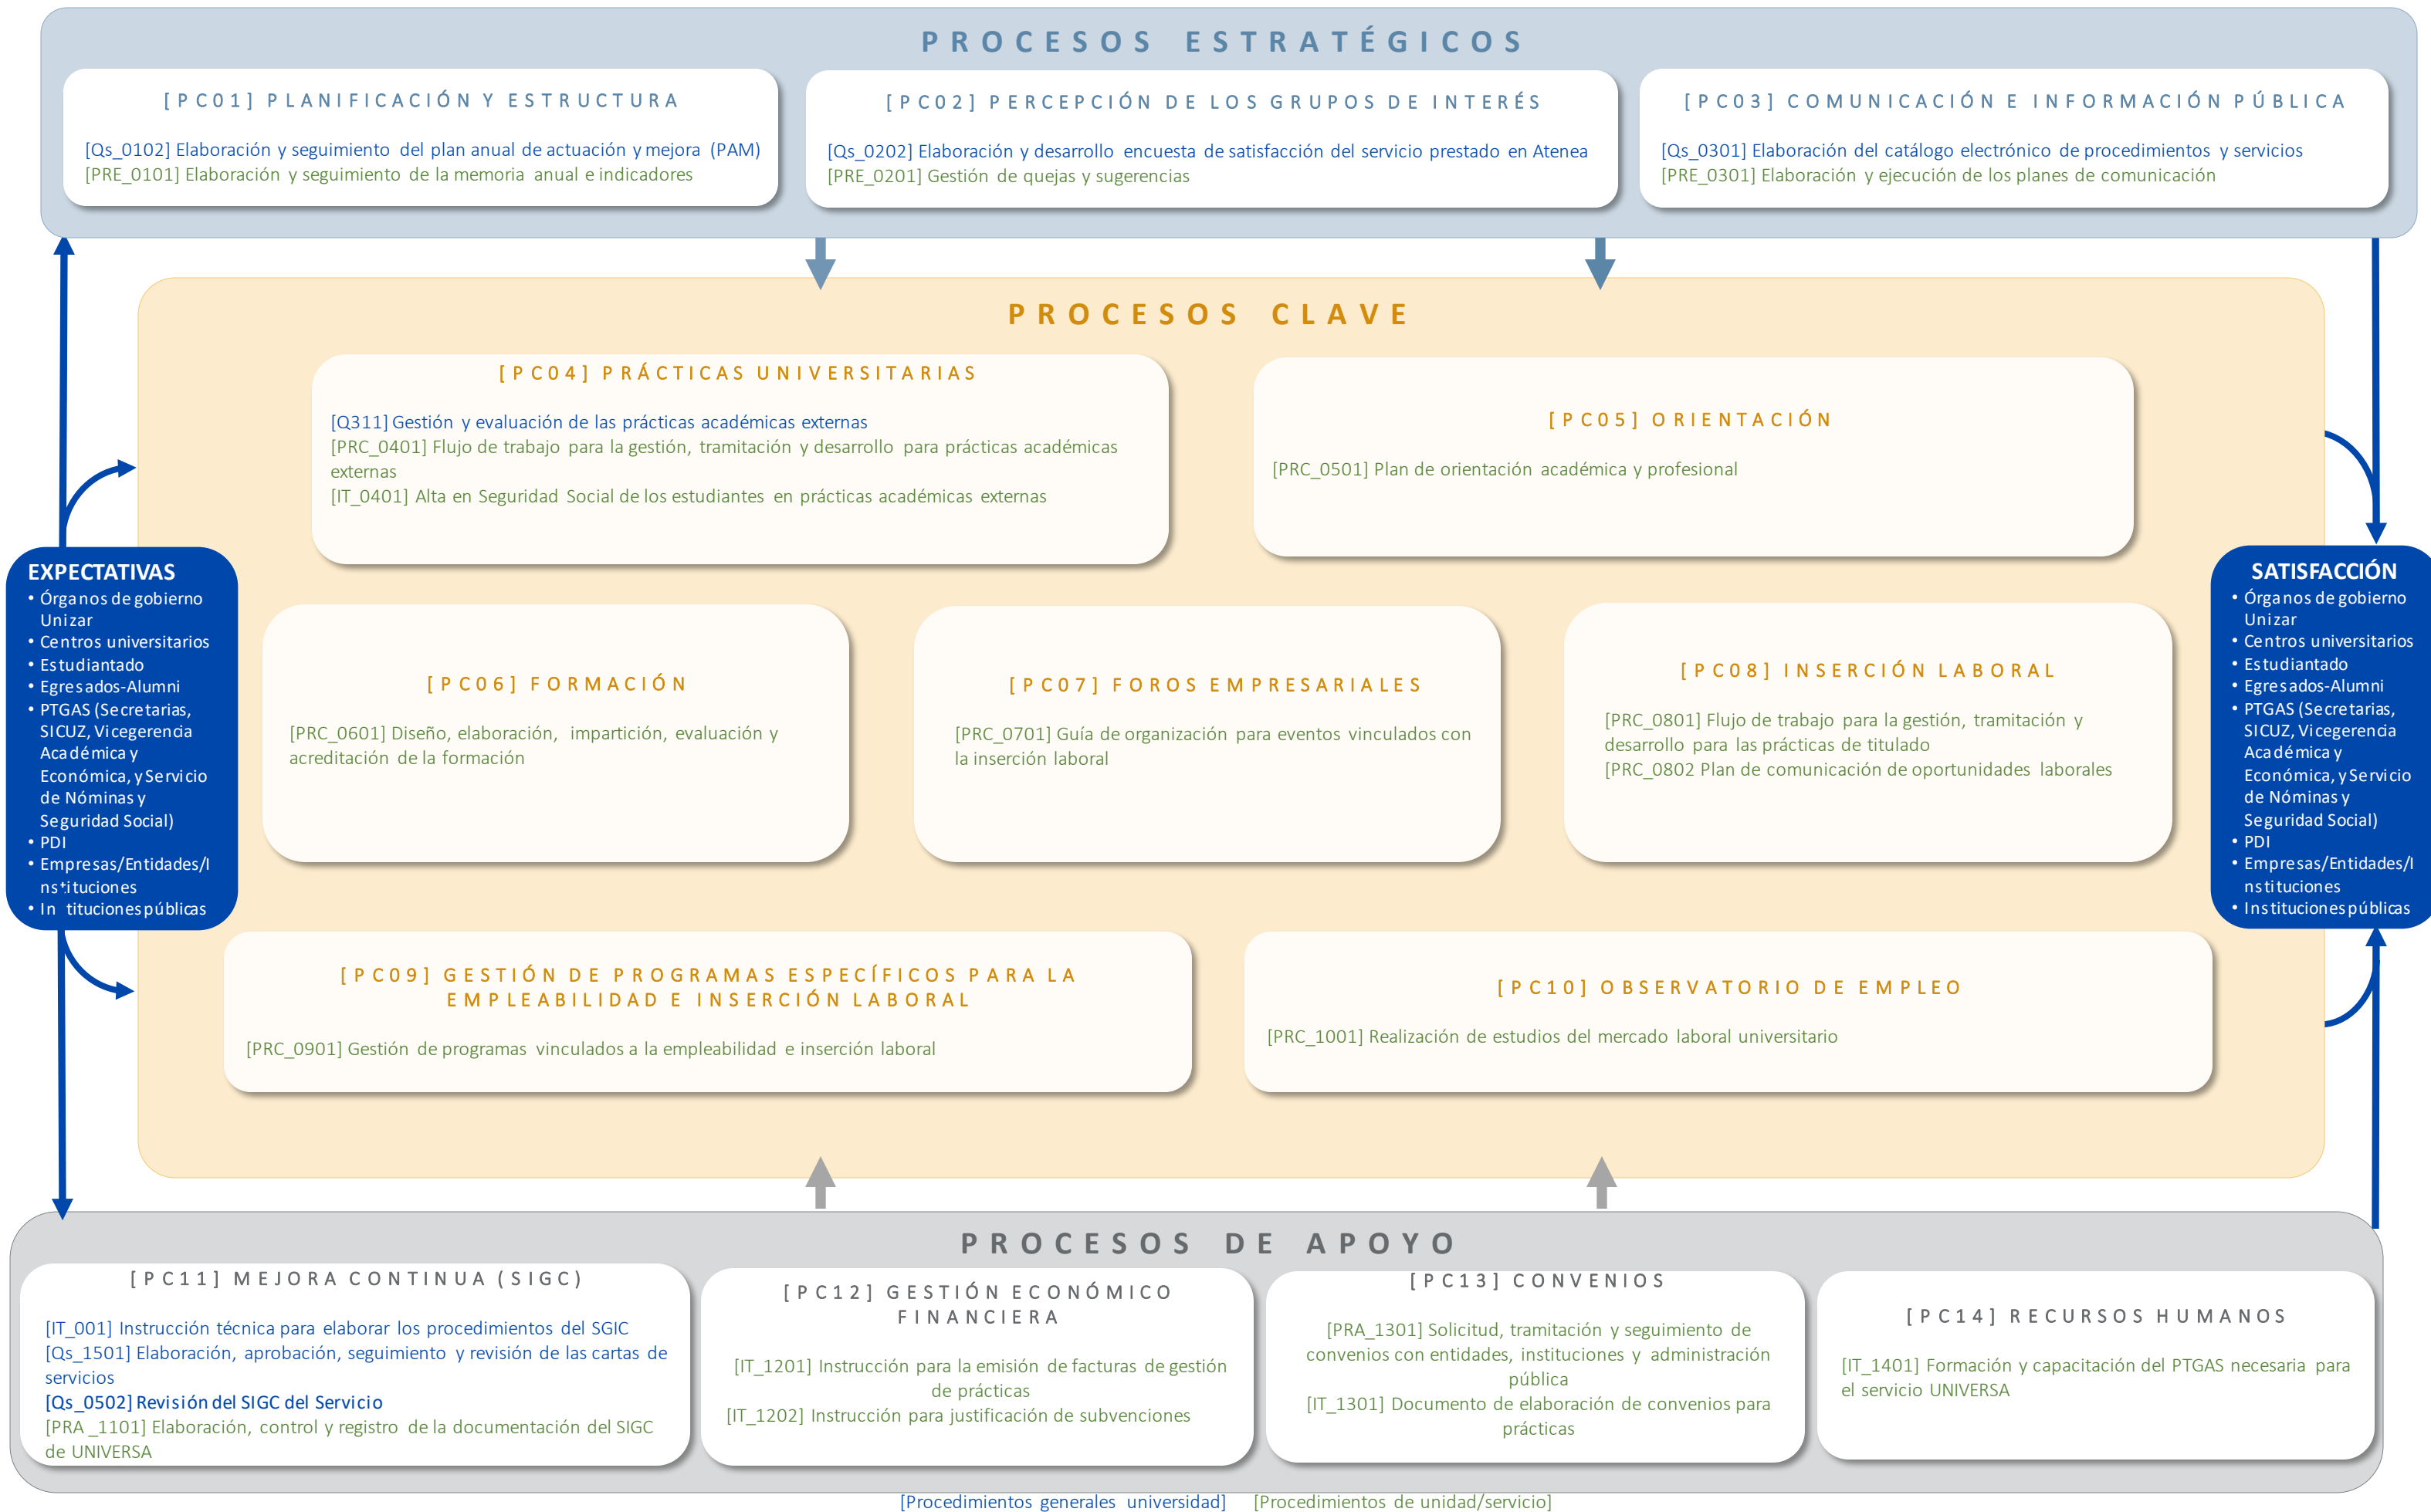 PROCESOS ESTRATÉGICOS
[PC01] PLANIFICACIÓN Y ESTRUCTURA
[Qs_0102] Elaboración y seguimiento del plan anual de actuación y mejora (PAM)
[PRE_0101] Elaboración y seguimiento de la memoria anual e indicadores
[PC02] PERCEPCIÓN DE LOS GRUPOS DE INTERÉS
[Qs_0202] Elaboración y desarrollo encuesta de satisfacción del servicio prestado en Atenea
[PRE_0201] Gestión de quejas y sugerencias
[PC03] COMUNICACIÓN E INFORMACIÓN PÚBLICA
[Qs_0301] Elaboración del catálogo electrónico de procedimientos y servicios
[PRE_0301] Elaboración y ejecución de los planes de comunicación
PROCESOS CLAVE
[PC04] PRÁCTICAS UNIVERSITARIAS
[Q311] Gestión y evaluación de las prácticas académicas externas
[PRC_0401] Flujo de trabajo para la gestión, tramitación y desarrollo para prácticas académicas
externas
[IT_0401] Alta en Seguridad Social de los estudiantes en prácticas académicas externas
[PC05] ORIENTACIÓN
[PRC_0501] Plan de orientación académica y profesional
EXPECTATIVAS
• Órganos de gobierno
Unizar
• Centros universitarios
• Estudiantado
• Egresados-Alumni
• PTGAS (Secretarias,
SICUZ, Vicegerencia
Académica y
Económica, y Servicio
de Nóminas y
Seguridad Social)
• PDI
• Empresas/Entidades/I
nstituciones
• In tituciones públicas
[PC06] FORMACIÓN
[PRC_0601] Diseño, elaboración, impartición, evaluación y
acreditación de la formación
[PC07] FOROS EMPRESARIALES
[PRC_0701] Guía de organización para eventos vinculados con
la inserción laboral
[PC08] INSERCIÓN LABORAL
[PRC_0801] Flujo de trabajo para la gestión, tramitación y
desarrollo para las prácticas de titulado
[PRC_0802 Plan de comunicación de oportunidades laborales
SATISFACCIÓN
• Órganos de gobierno
Unizar
• Centros universitarios
• Estudiantado
• Egresados-Alumni
• PTGAS (Secretarias,
SICUZ, Vicegerencia
Académica y
Económica, y Servicio
de Nóminas y
Seguridad Social)
• PDI
• Empresas/Entidades/I
nstituciones
• Instituciones públicas
[PC09] GESTIÓN DE PROGRAMAS ESPECÍFICOS PARA LA
EMPLEABILIDAD E INSERCIÓN LABORAL
[PRC_0901] Gestión de programas vinculados a la empleabilidad e inserción laboral
[PC10] OBSERVATORIO DE EMPLEO
[PRC_1001] Realización de estudios del mercado laboral universitario
PROCESOS DE APOYO
[PC11] MEJORA CONTINUA (SIGC)
[IT_001] Instrucción técnica para elaborar los procedimientos del SGIC
[Qs_1501] Elaboración, aprobación, seguimiento y revisión de las cartas de
servicios
[Qs_0502] Revisión del SIGC del Servicio
[PRA _1101] Elaboración, control y registro de la documentación del SIGC
de UNIVERSA
[PC12] GESTIÓN ECONÓMICO
FINANCIERA
[IT_1201] Instrucción para la emisión de facturas de gestión
de prácticas
[IT_1202] Instrucción para justificación de subvenciones
[PC13] CONVENIOS
[PRA_1301] Solicitud, tramitación y seguimiento de
convenios con entidades, instituciones y administración
pública
[IT_1301] Documento de elaboración de convenios para
prácticas
[PC14] RECURSOS HUMANOS
[IT_1401] Formación y capacitación del PTGAS necesaria para
el servicio UNIVERSA
[Procedimientos generales universidad] [Procedimientos de unidad/servicio]